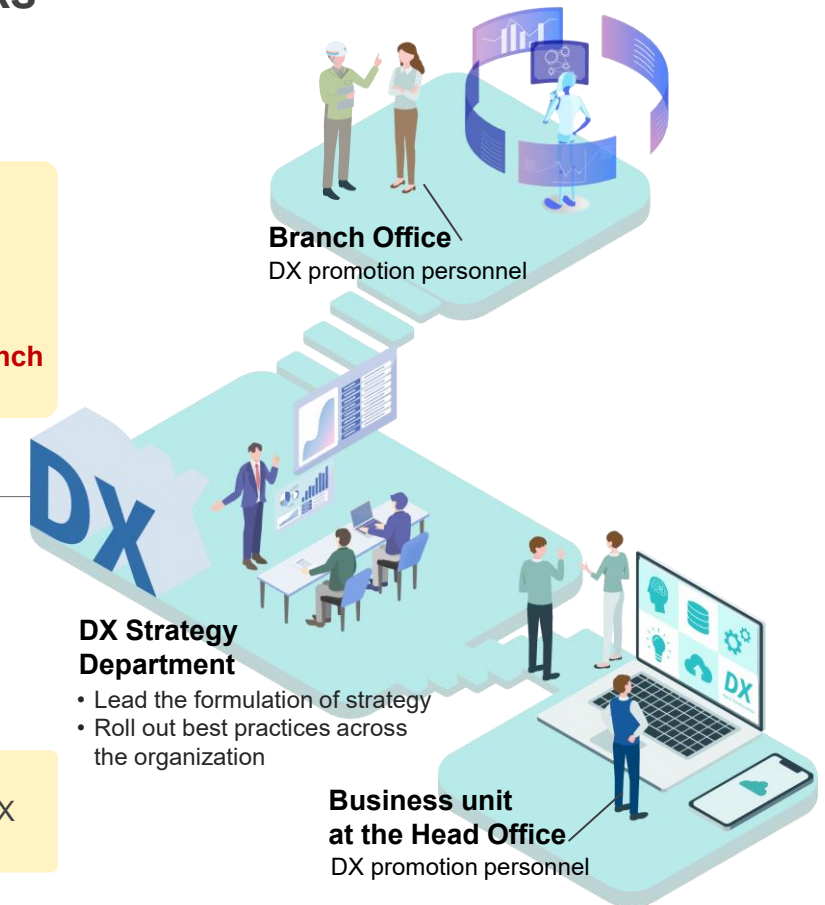 Branch Office
DX promotion personnel
nch
DX
DX Strategy
Department
• Lead the formulation of strategy
• Roll out best practices across
the organization
DX
X
Business unit
at the Head Office
DX promotion personnel